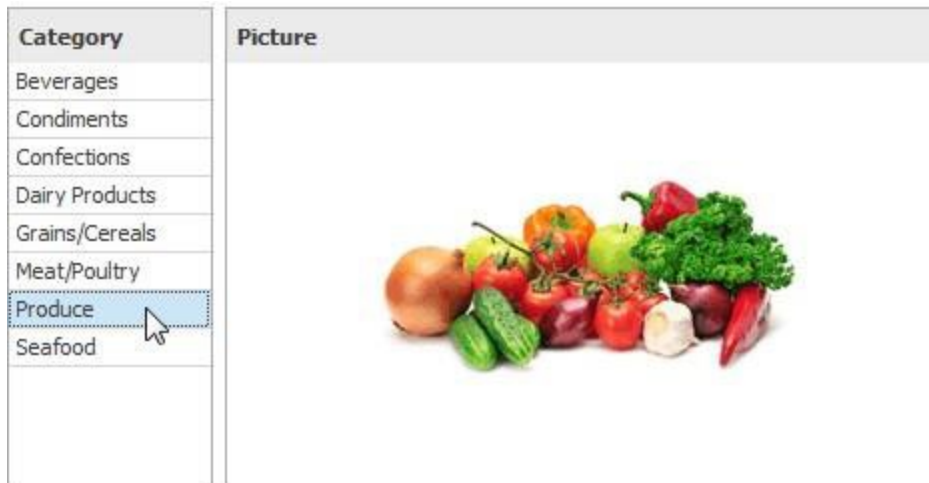 Category
Beverages
Condiments
Confections
Dairy Products
Grains/Cereals
Meat/Poultry
Produce
Seafood
Picture